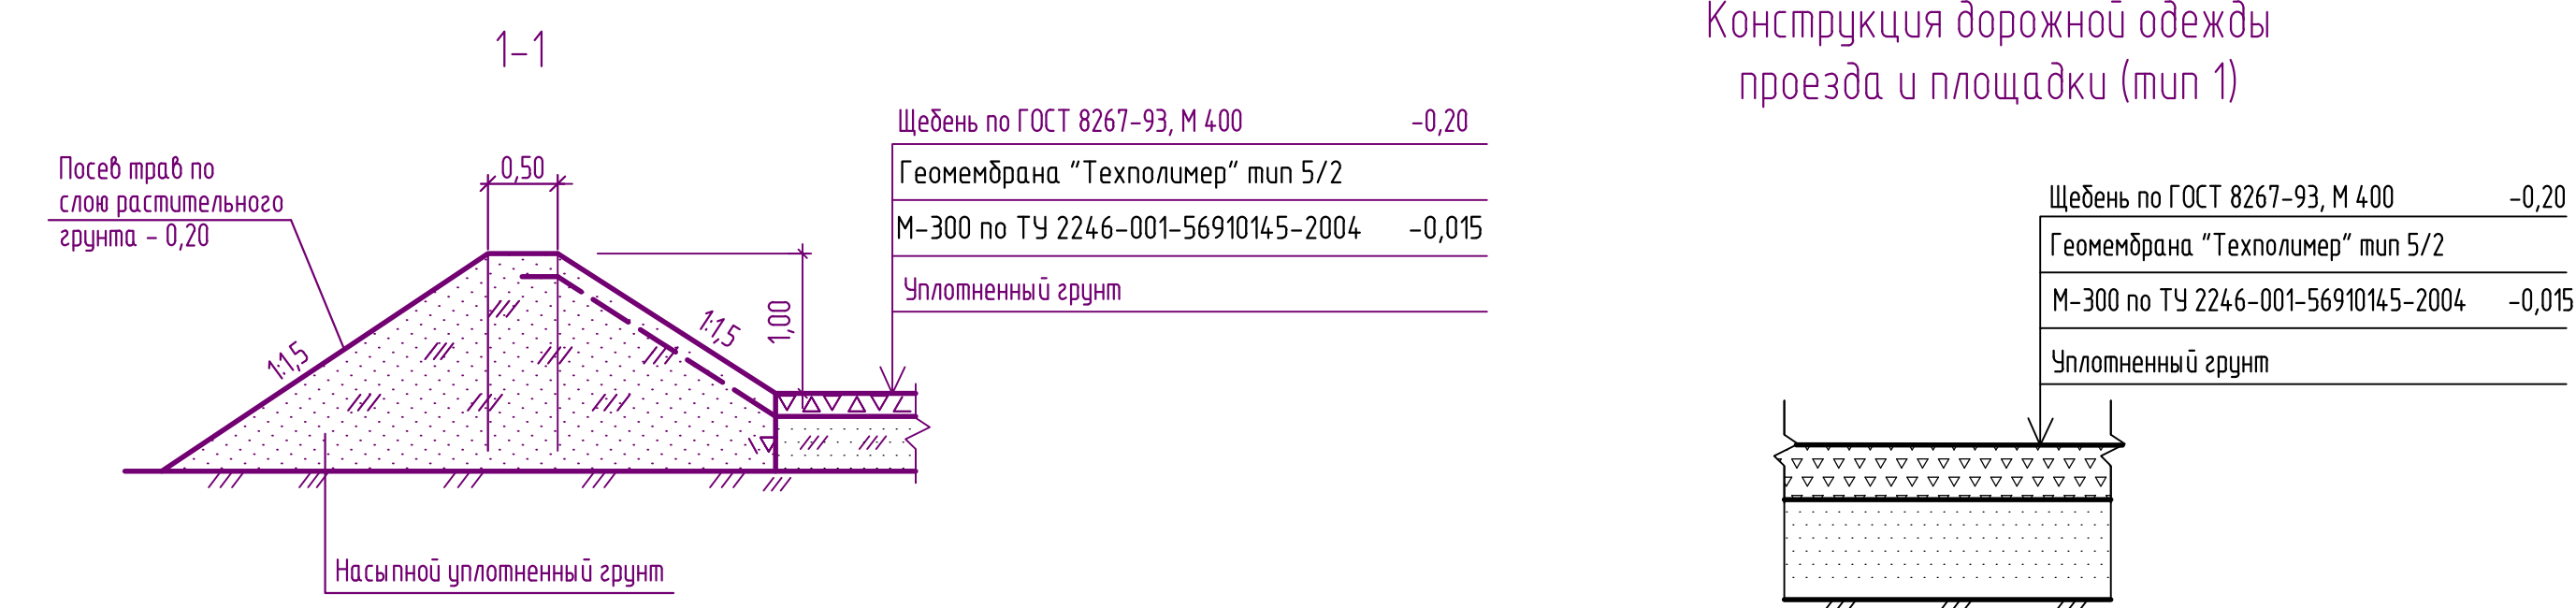 1-1
Посев трав по
слою растительного
грунта - 0,20
0,50
1:1,5
1:1,5
1,00
Щебень по ГОСТ 8267-93, М 400 -0,20
Геомембрана "Техполимер" тип 5/2
М-300 по ТУ 2246-001-56910145-2004 -0,015
Уплотненный грунт
Насыпной уплотненный грунт
Конструкция дорожной одежды
проезда и площадки (тип 1)
Щебень по ГОСТ 8267-93, М 400 -0,20
Геомембрана "Техполимер" тип 5/2
М-300 по ТУ 2246-001-56910145-2004 -0,015
Уплотненный грунт